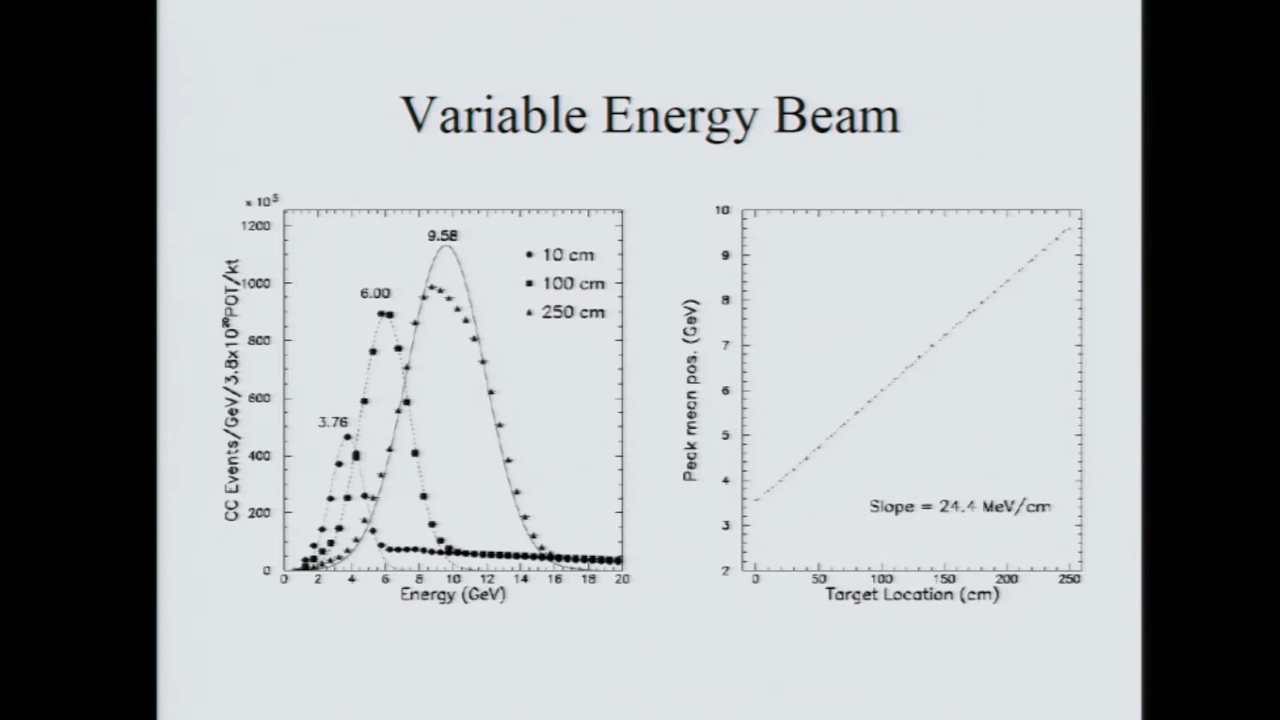 Variable Energy Beam
x 10⁵
1200
1000
800
600
400
200
0
0 2 4 6 8 10 12 14 16 18 20
CC Events/GeV/3.8x10²⁰POT/kt
Energy (GeV)
3.76
6.00
9.58
10 cm
100 cm
250 cm
10
9
8
7
6
5
4
3
2
0 50 100 150 200 250
Peak mean pos. (GeV)
Target Location (cm)
Slope = 24.4 MeV/cm